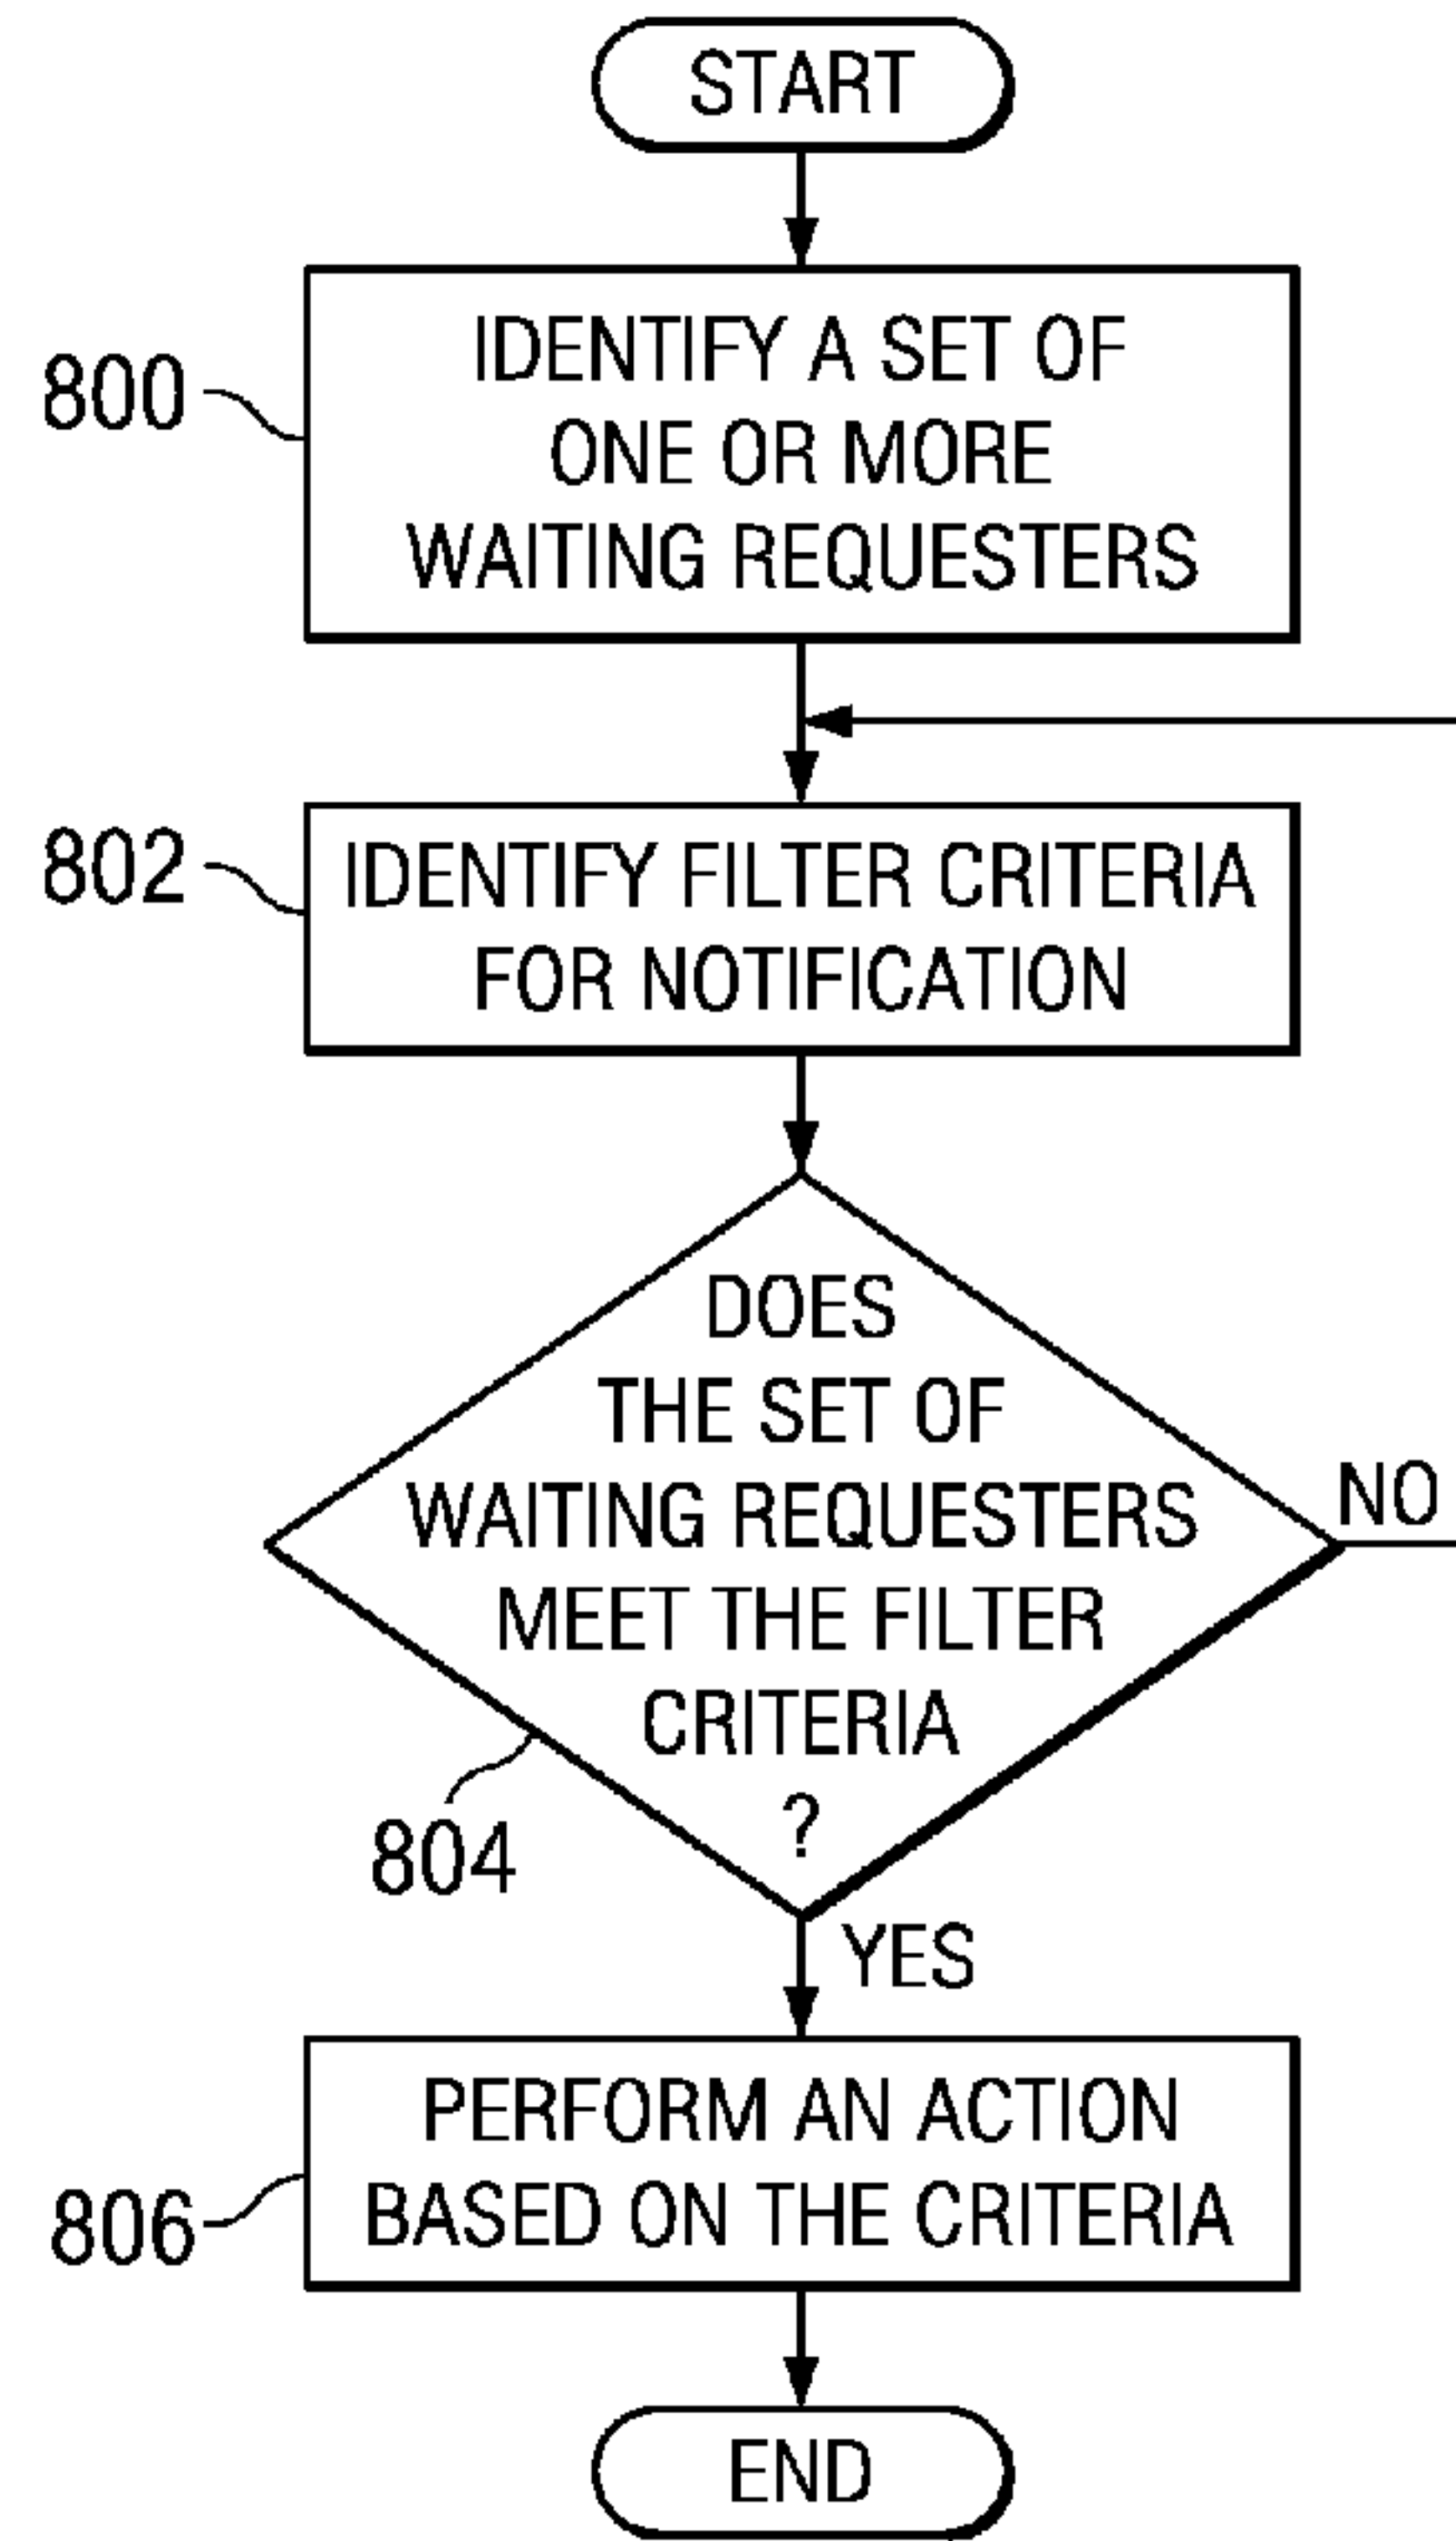 START
800
IDENTIFY A SET OF
ONE OR MORE
WAITING REQUESTERS
802
IDENTIFY FILTER CRITERIA
FOR NOTIFICATION
DOES
THE SET OF
WAITING REQUESTERS
MEET THE FILTER
CRITERIA
?
NO
804
YES
PERFORM AN ACTION
BASED ON THE CRITERIA
806
END